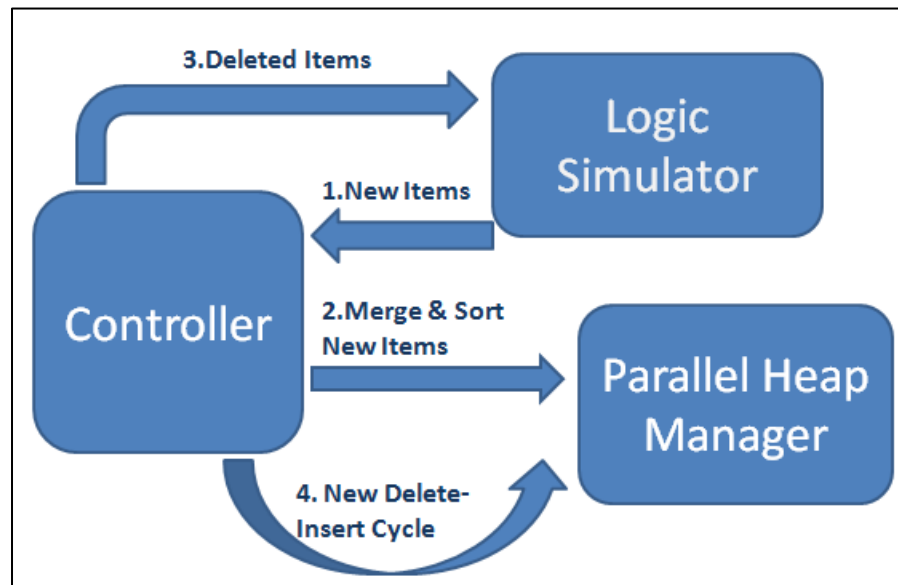 3.Deleted Items
Logic
Simulator
1.New Items
Controller
2.Merge & Sort
New Items
Parallel Heap
Manager
4. New Delete-
Insert Cycle